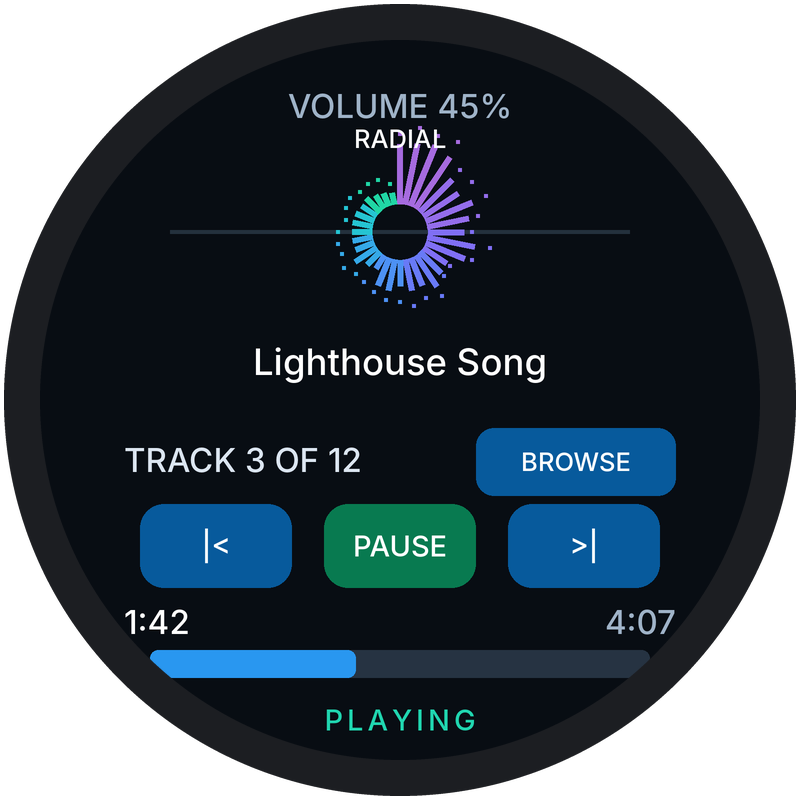 VOLUME 45%
RADIAL
Lighthouse Song
TRACK 3 OF 12
BROWSE
|<
PAUSE
>|
1:42
4:07
PLAYING